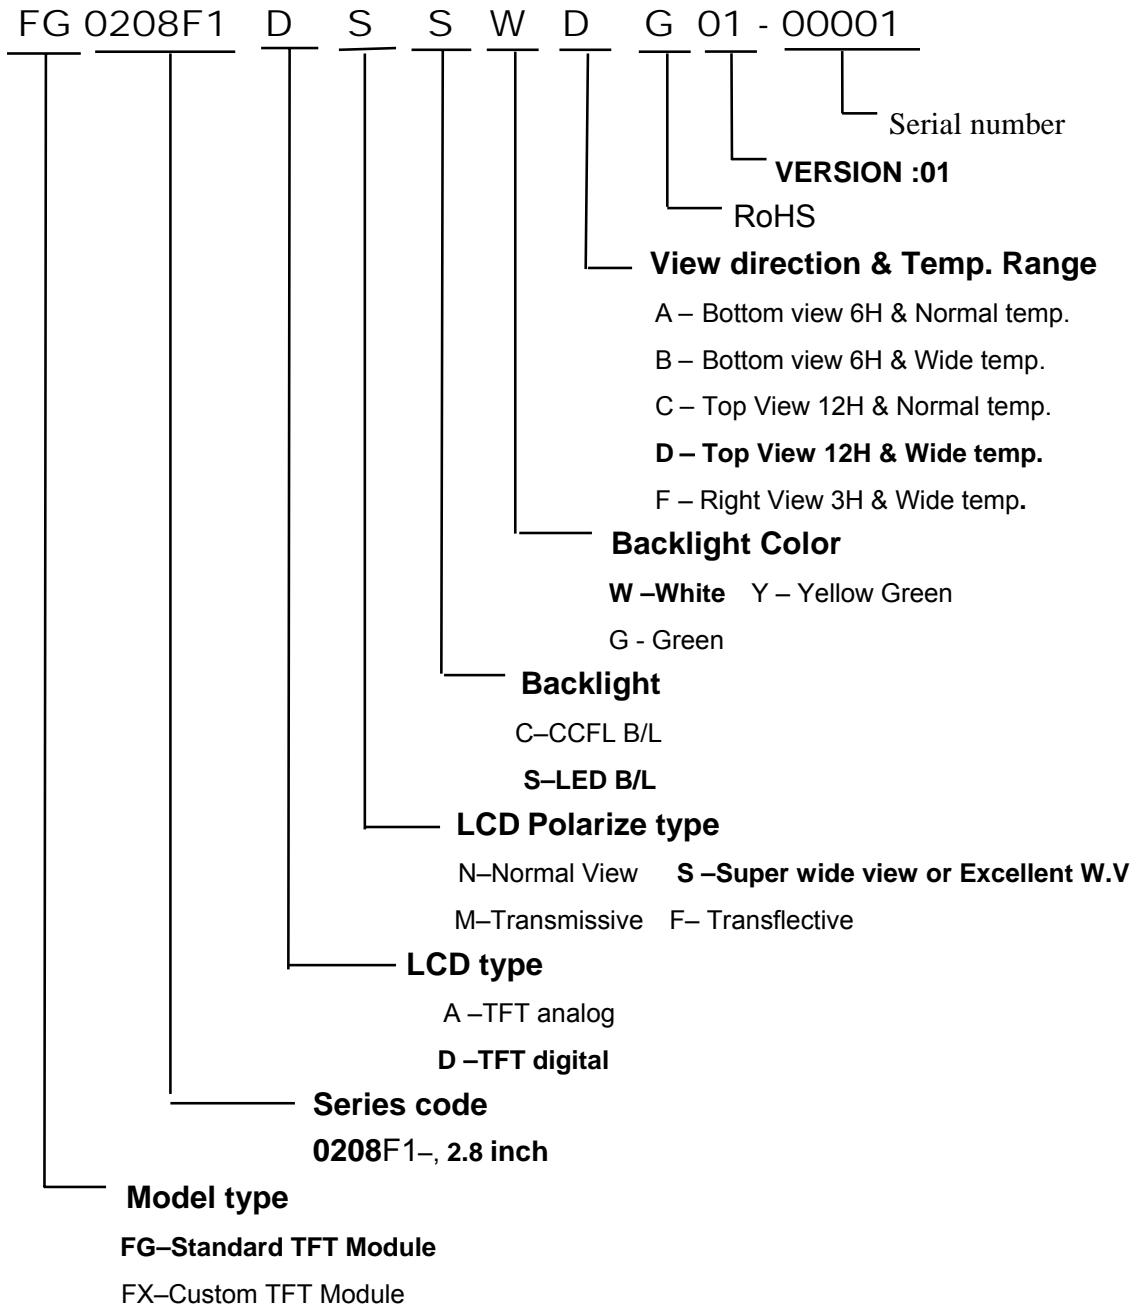 FG 0208F1 D S S W D G 01 - 00001
Serial number
VERSION :01
RoHS
View direction & Temp. Range
A – Bottom view 6H & Normal temp.
B – Bottom view 6H & Wide temp.
C – Top View 12H & Normal temp.
D – Top View 12H & Wide temp.
F – Right View 3H & Wide temp.
Backlight Color
W –White Y – Yellow Green
G - Green
Backlight
C–CCFL B/L
S–LED B/L
LCD Polarize type
N–Normal View S –Super wide view or Excellent W.V
M–Transmissive F– Transflective
LCD type
A –TFT analog
D –TFT digital
Series code
0208F1–, 2.8 inch
Model type
FG–Standard TFT Module
FX–Custom TFT Module